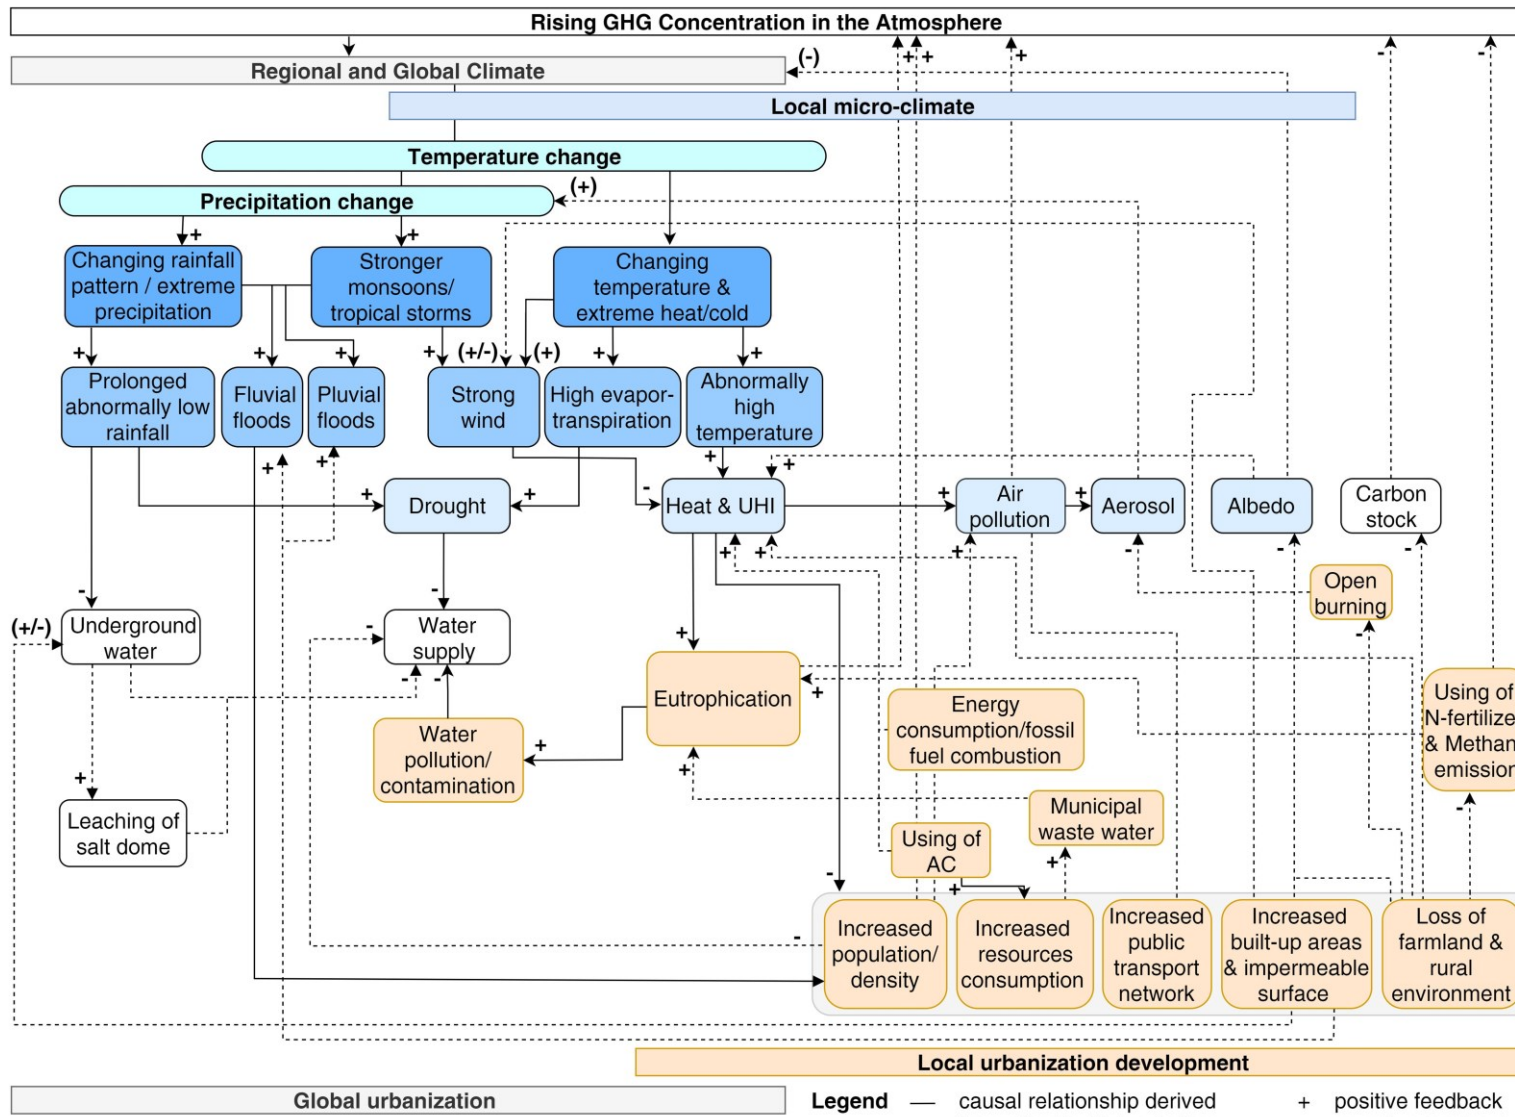 Rising GHG Concentration in the Atmosphere
Regional and Global Climate
(-)
+ +
+
-
-
Local micro-climate
Temperature change
Precipitation change
(+)
+
+
Changing rainfall
pattern / extreme
precipitation
Stronger
monsoons/
tropical storms
Changing
temperature &
extreme heat/cold
+
+
+
+
(+/-)
(+)
+
+
Prolonged
abnormally low
rainfall
Fluvial
floods
Pluvial
floods
Strong
wind
High evapor-
transpiration
Abnormally
high
temperature
+
+
+
+
+
+
-
+
+
Drought
Heat & UHI
Air
pollution
Aerosol
Albedo
Carbon
stock
+
+
+
-
-
-
Open
burning
-
-
-
(+/-)
Underground
water
-
Water
supply
+
-
-
-
Eutrophication
+
Energy
consumption/fossil
fuel combustion
Using of
N-fertilize
& Methan
emission
Water
pollution/
contamination
+
+
+
-
Leaching of
salt dome
Municipal
waste water
Using of
AC
+
+
-
-
Increased
population/
density
Increased
resources
consumption
Increased
public
transport
network
Increased
built-up areas
& impermeable
surface
Loss of
farmland &
rural
environment
Local urbanization development
Global urbanization
Legend — causal relationship derived + positive feedback